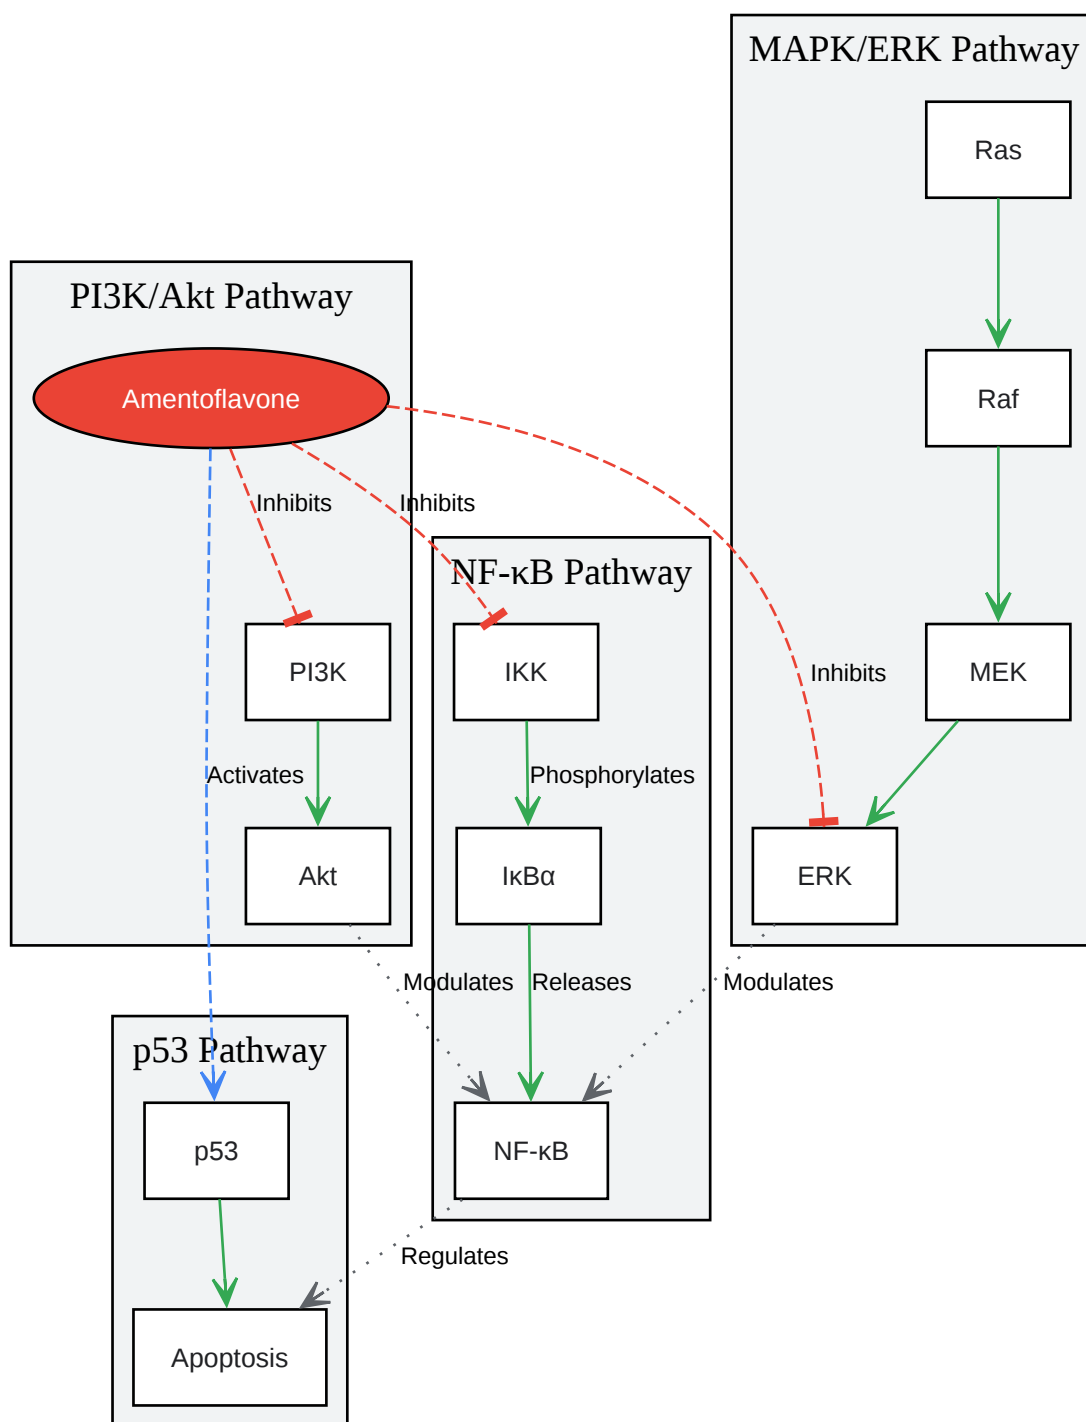 MAPK/ERK Pathway
Ras
PI3K/Akt Pathway
Amentoflavone
Raf
Inhibits
Inhibits
NF-κB Pathway
PI3K
IKK
Inhibits
MEK
Activates
Phosphorylates
Akt
IκBα
ERK
Modulates
Releases
Modulates
p53 Pathway
p53
NF-κB
Regulates
Apoptosis